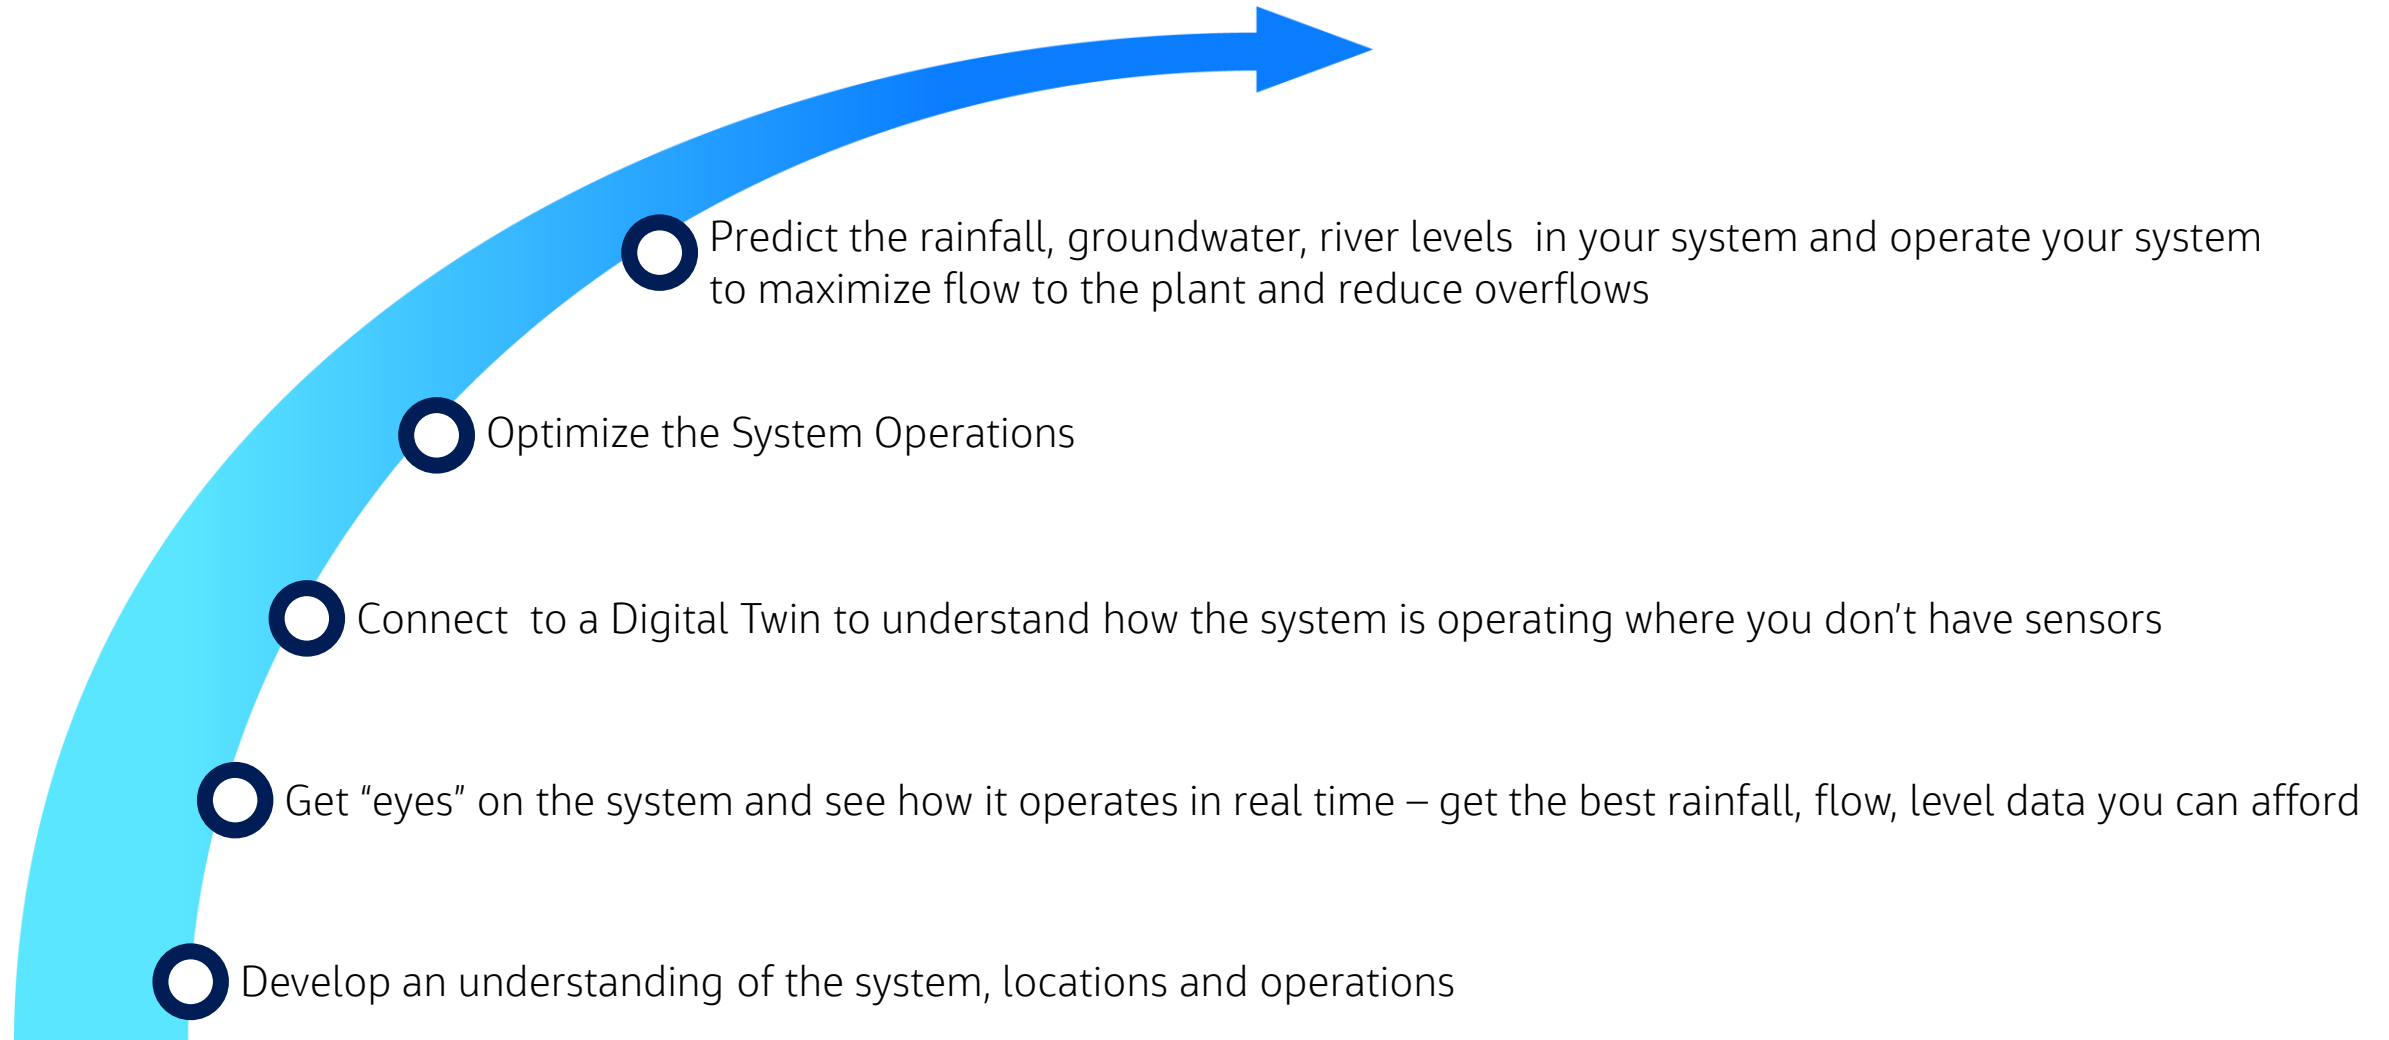 Predict the rainfall, groundwater, river levels  in your system and operate your system
to maximize flow to the plant and reduce overflows
Optimize the System Operations
Connect  to a Digital Twin to understand how the system is operating where you don’t have sensors
Get “eyes” on the system and see how it operates in real time – get the best rainfall, flow, level data you can afford
Develop an understanding of the system, locations and operations